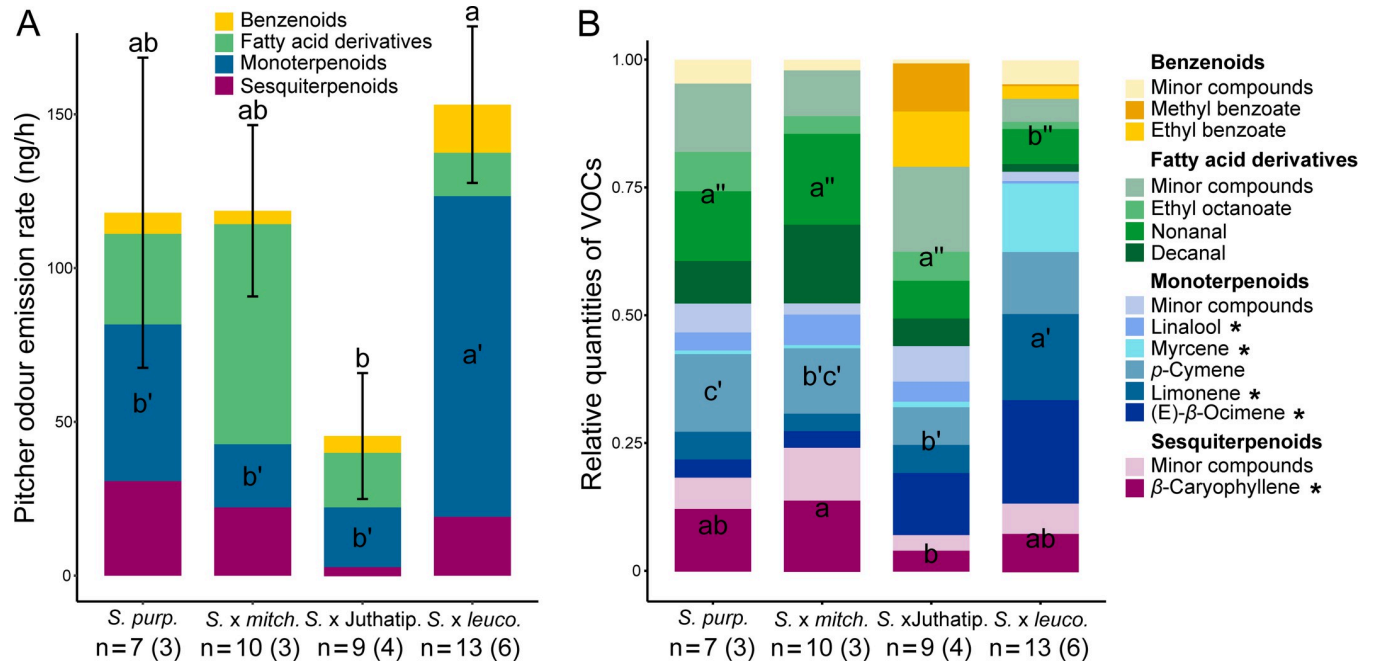 A
Benzenoids
Fatty acid derivatives
Monoterpenoids
Sesquiterpenoids
Pitcher odour emission rate (ng/h)
150
100
50
0
ab
ab
b
a
b'
b'
b'
a'
S. purp.
S. x mitch.
S. x Juthatip.
S. x leuco.
n=7 (3)
n=10 (3)
n=9 (4)
n=13 (6)
B
Relative quantities of VOCs
1.00
0.75
0.50
0.25
0
a"
a"
a"
b"
c'
b'c'
b'
a'
ab
a
b
ab
S. purp.
S. x mitch.
S. xJuthatip.
S. x leuco.
n=7 (3)
n=10 (3)
n=9 (4)
n=13 (6)
Benzenoids
Minor compounds
Methyl benzoate
Ethyl benzoate
Fatty acid derivatives
Minor compounds
Ethyl octanoate
Nonanal
Decanal
Monoterpenoids
Minor compounds
Linalool *
Myrcene *
p-Cymene
Limonene *
(E)-β-Ocimene *
Sesquiterpenoids
Minor compounds
β-Caryophyllene *